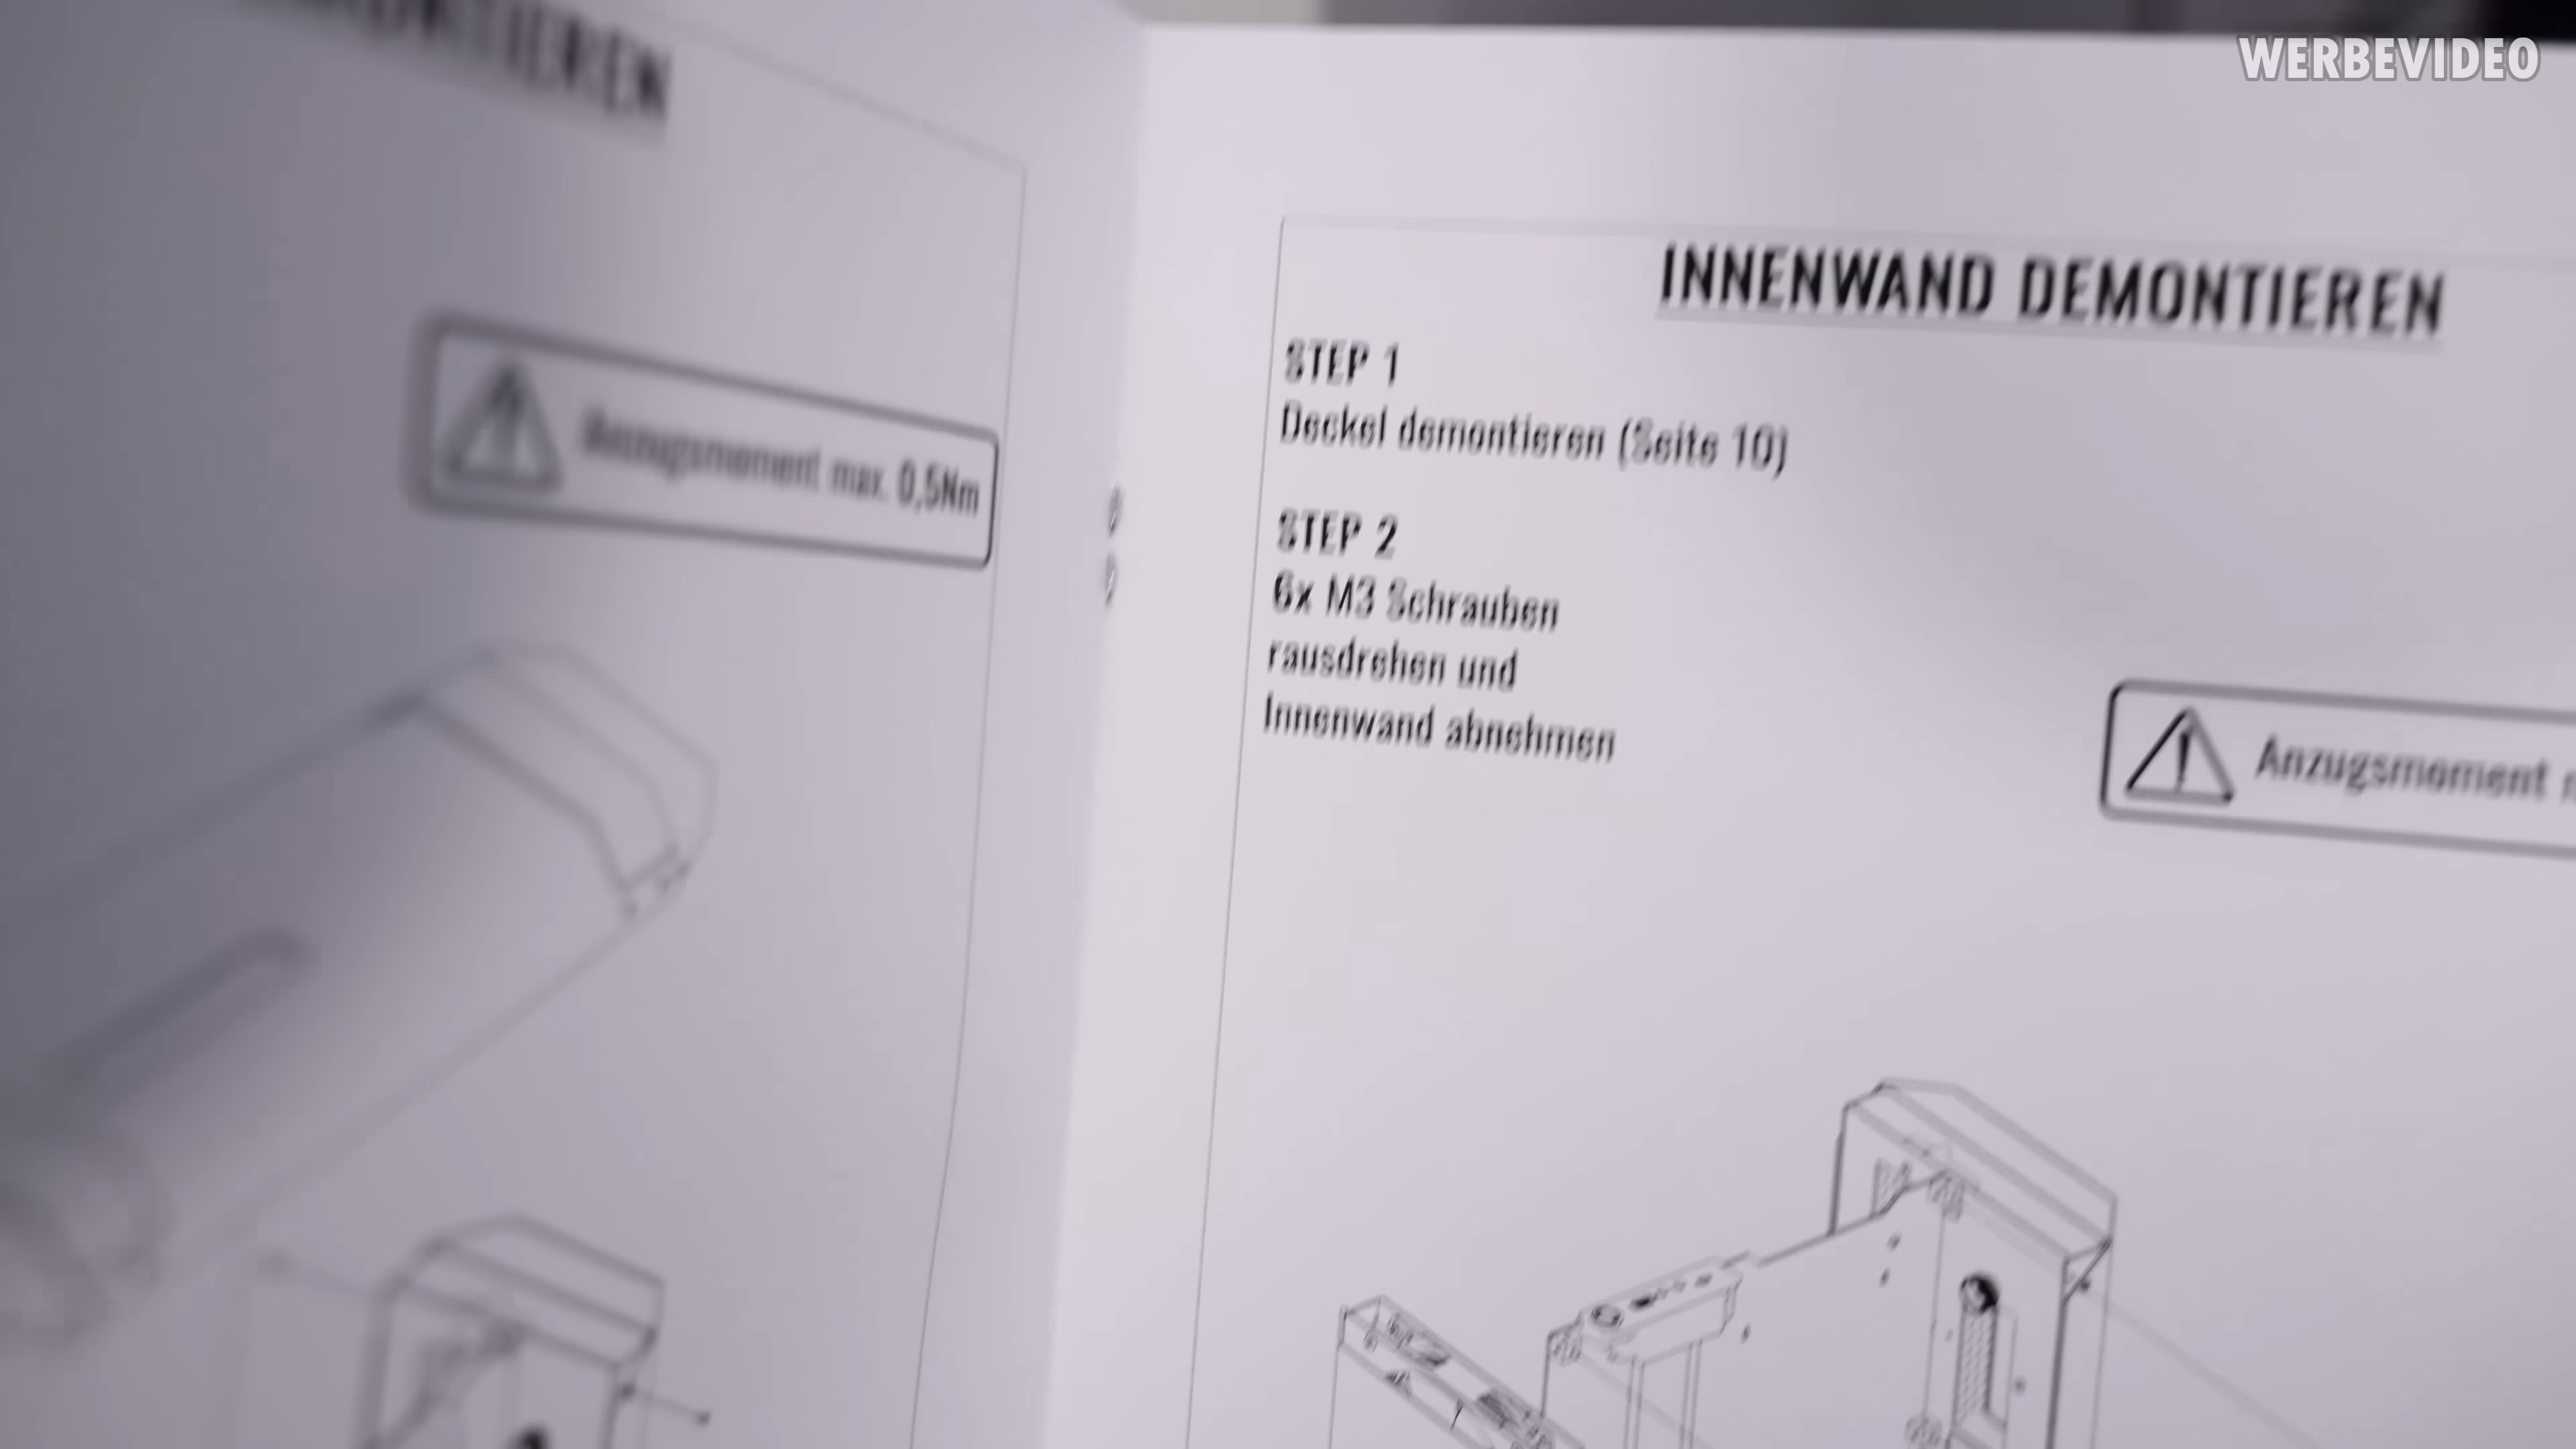 WERBEVIDEO
Anzugsmoment max. 0,5Nm
INNENWAND DEMONTIEREN
STEP 1
Deckel demontieren (Seite 10)
STEP 2
6x M3 Schrauben
rausdrehen und
Innenwand abnehmen
Anzugsmoment